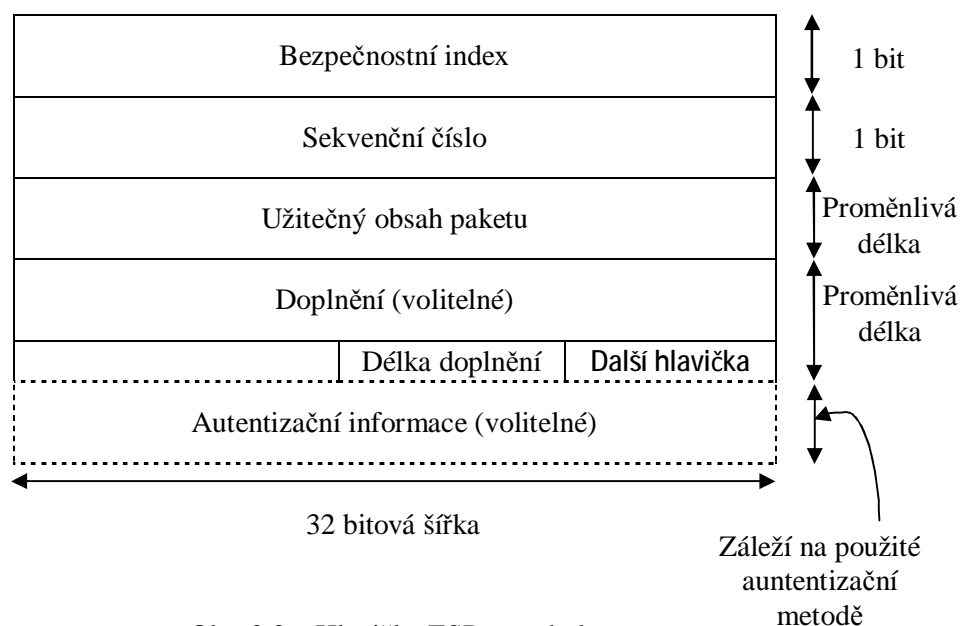 Bezpečnostní index
1 bit
Sekvenční číslo
1 bit
Užitečný obsah paketu
Proměnlivá
délka
Doplnění (volitelné)
Proměnlivá
délka
Délka doplnění
Další hlavička
Autentizační informace (volitelné)
32 bitová šířka
Záleží na použité
auntentizační
metodě